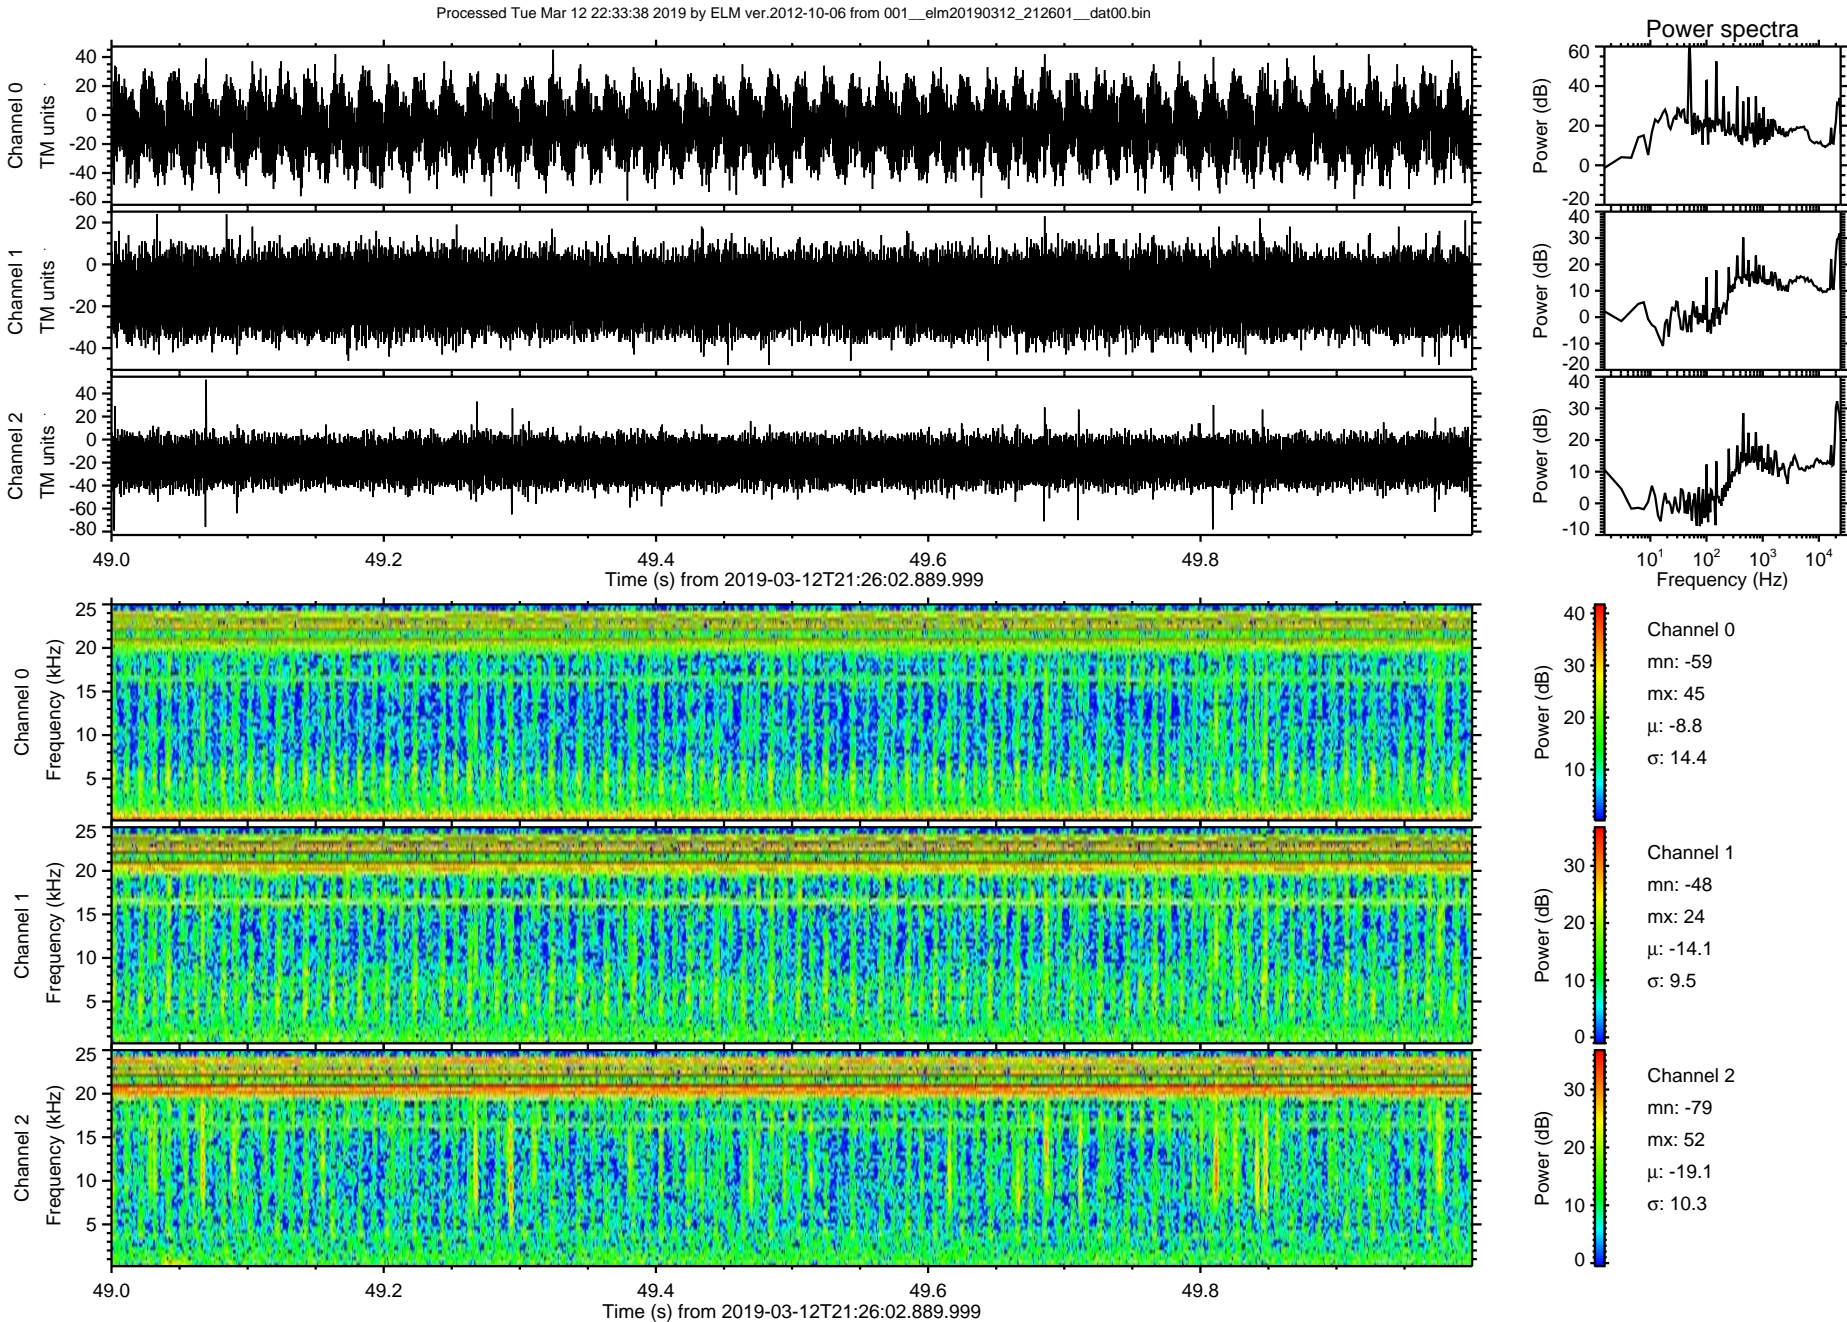 Processed Tue Mar 12 22:33:38 2019 by ELM ver.2012-10-06 from 001__elm20190312_212601__dat00.bin
Power spectra
Channel 0
TM units
40
20
0
-20
-40
-60
Power (dB)
60
40
20
0
-20
Channel 1
TM units
20
0
-20
-40
Power (dB)
40
30
20
10
0
-10
-20
Channel 2
TM units
40
20
0
-20
-40
-60
-80
Power (dB)
40
30
20
10
0
-10
49.0 49.2 49.4 49.6 49.8
Time (s) from 2019-03-12T21:26:02.889.999
10¹ 10² 10³ 10⁴
Frequency (Hz)
Channel 0
Frequency (kHz)
25
20
15
10
5
Power (dB)
40
30
20
10
Channel 0
mn: -59
mx: 45
μ: -8.8
σ: 14.4
Channel 1
Frequency (kHz)
25
20
15
10
5
Power (dB)
30
20
10
0
Channel 1
mn: -48
mx: 24
μ: -14.1
σ: 9.5
Channel 2
Frequency (kHz)
25
20
15
10
5
Power (dB)
30
20
10
0
Channel 2
mn: -79
mx: 52
μ: -19.1
σ: 10.3
49.0 49.2 49.4 49.6 49.8
Time (s) from 2019-03-12T21:26:02.889.999